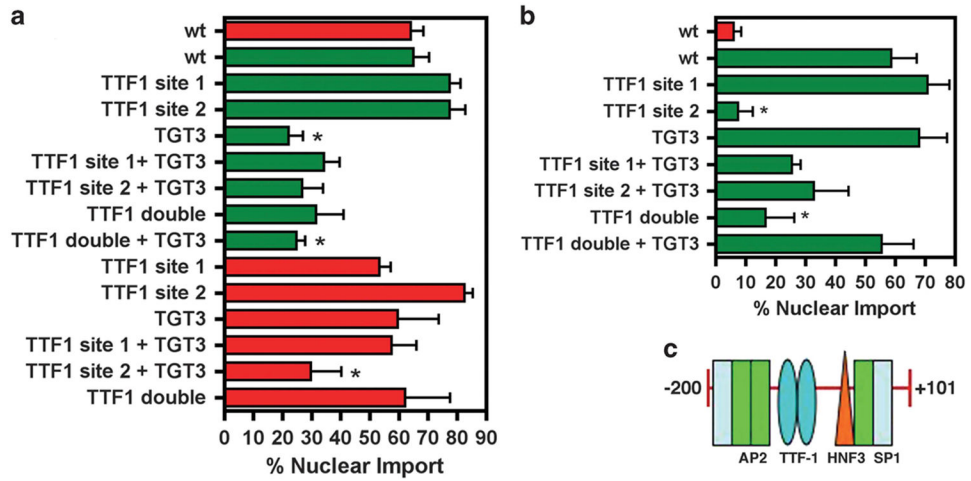 a
wt
wt
TTF1 site 1
TTF1 site 2
TGT3
*
TTF1 site 1+ TGT3
TTF1 site 2 + TGT3
TTF1 double
TTF1 double + TGT3
*
TTF1 site 1
TTF1 site 2
TGT3
TTF1 site 1 + TGT3
TTF1 site 2 + TGT3
*
TTF1 double
0 10 20 30 40 50 60 70 80 90
% Nuclear Import
b
wt
wt
TTF1 site 1
TTF1 site 2
*
TGT3
TTF1 site 1+ TGT3
TTF1 site 2 + TGT3
TTF1 double
*
TTF1 double + TGT3
0 10 20 30 40 50 60 70 80
% Nuclear Import
c
-200
+101
AP2 TTF-1 HNF3 SP1